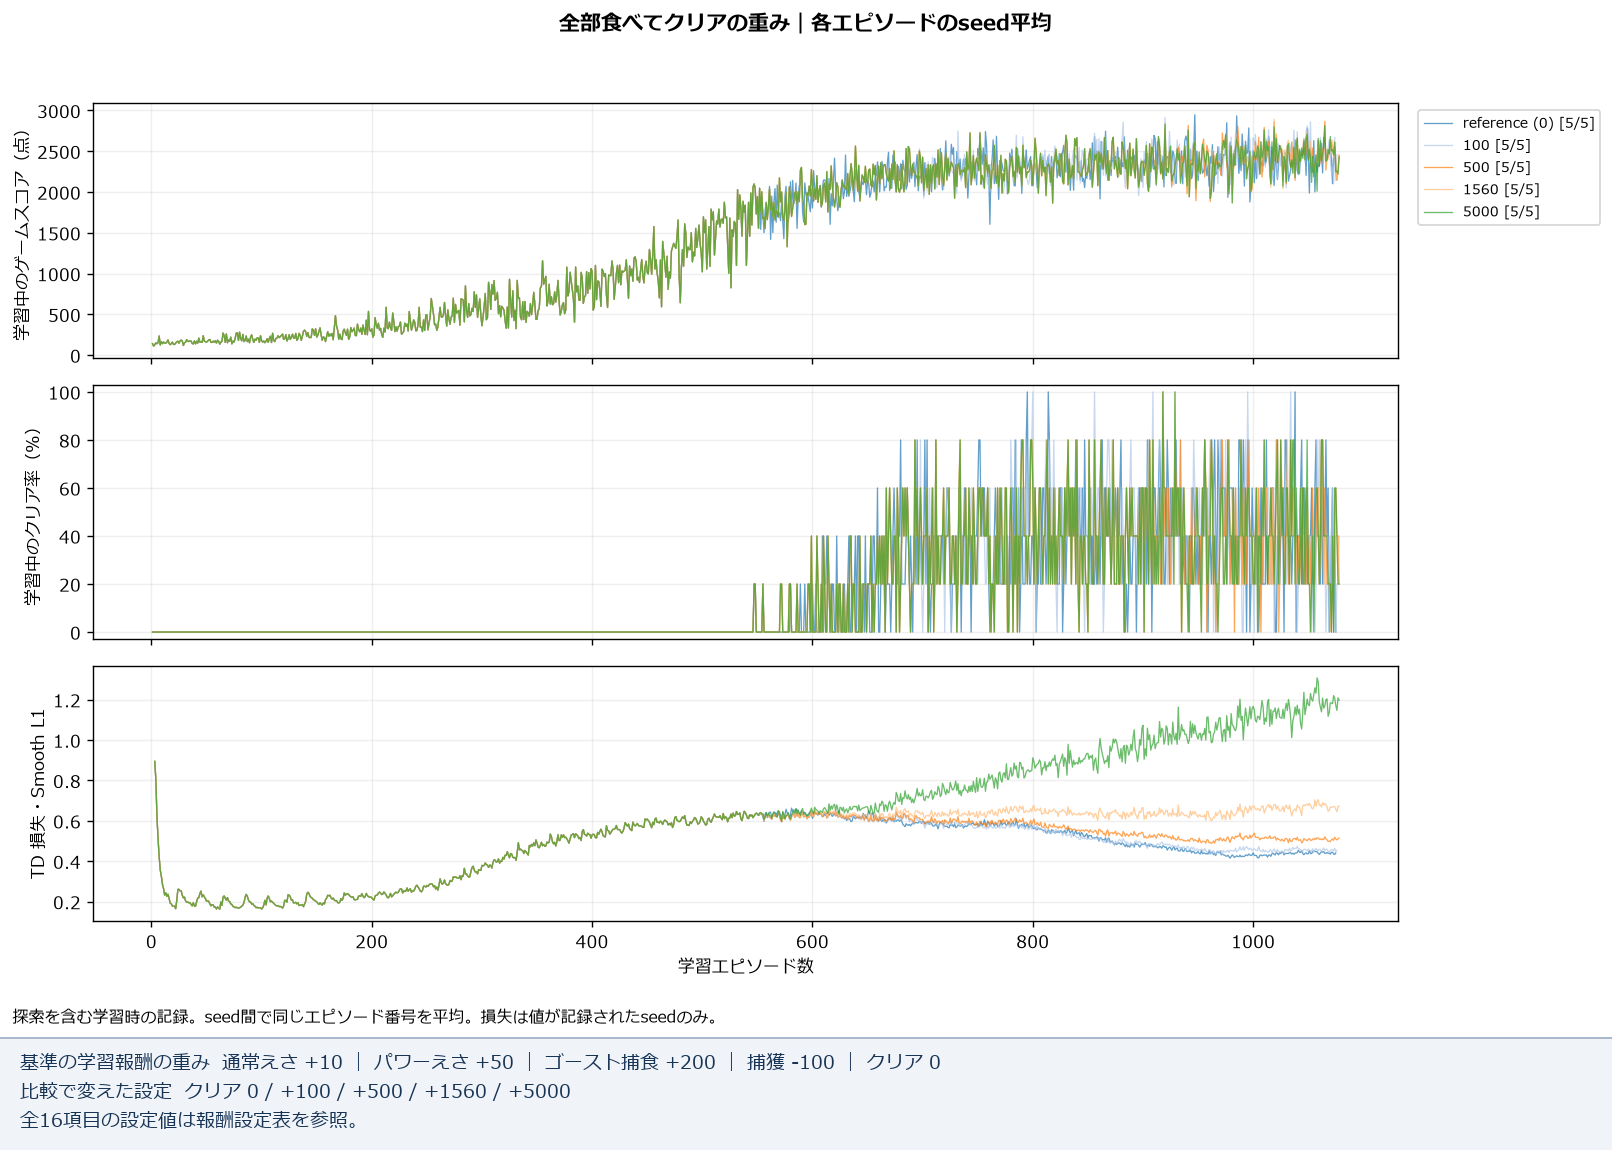 全部食べてクリアの重み｜各エピソードのseed平均
学習中のゲームスコア（点）
3000
2500
2000
1500
1000
500
0
reference (0) [5/5]
100 [5/5]
500 [5/5]
1560 [5/5]
5000 [5/5]
学習中のクリア率（%）
100
80
60
40
20
0
TD 損失・Smooth L1
1.2
1.0
0.8
0.6
0.4
0.2
0
200
400
600
800
1000
学習エピソード数
探索を含む学習時の記録。seed間で同じエピソード番号を平均。損失は値が記録されたseedのみ。
基準の学習報酬の重み 通常えさ +10 ｜ パワーえさ +50 ｜ ゴースト捕食 +200 ｜ 捕獲 -100 ｜ クリア 0
比較で変えた設定 クリア 0 / +100 / +500 / +1560 / +5000
全16項目の設定値は報酬設定表を参照。